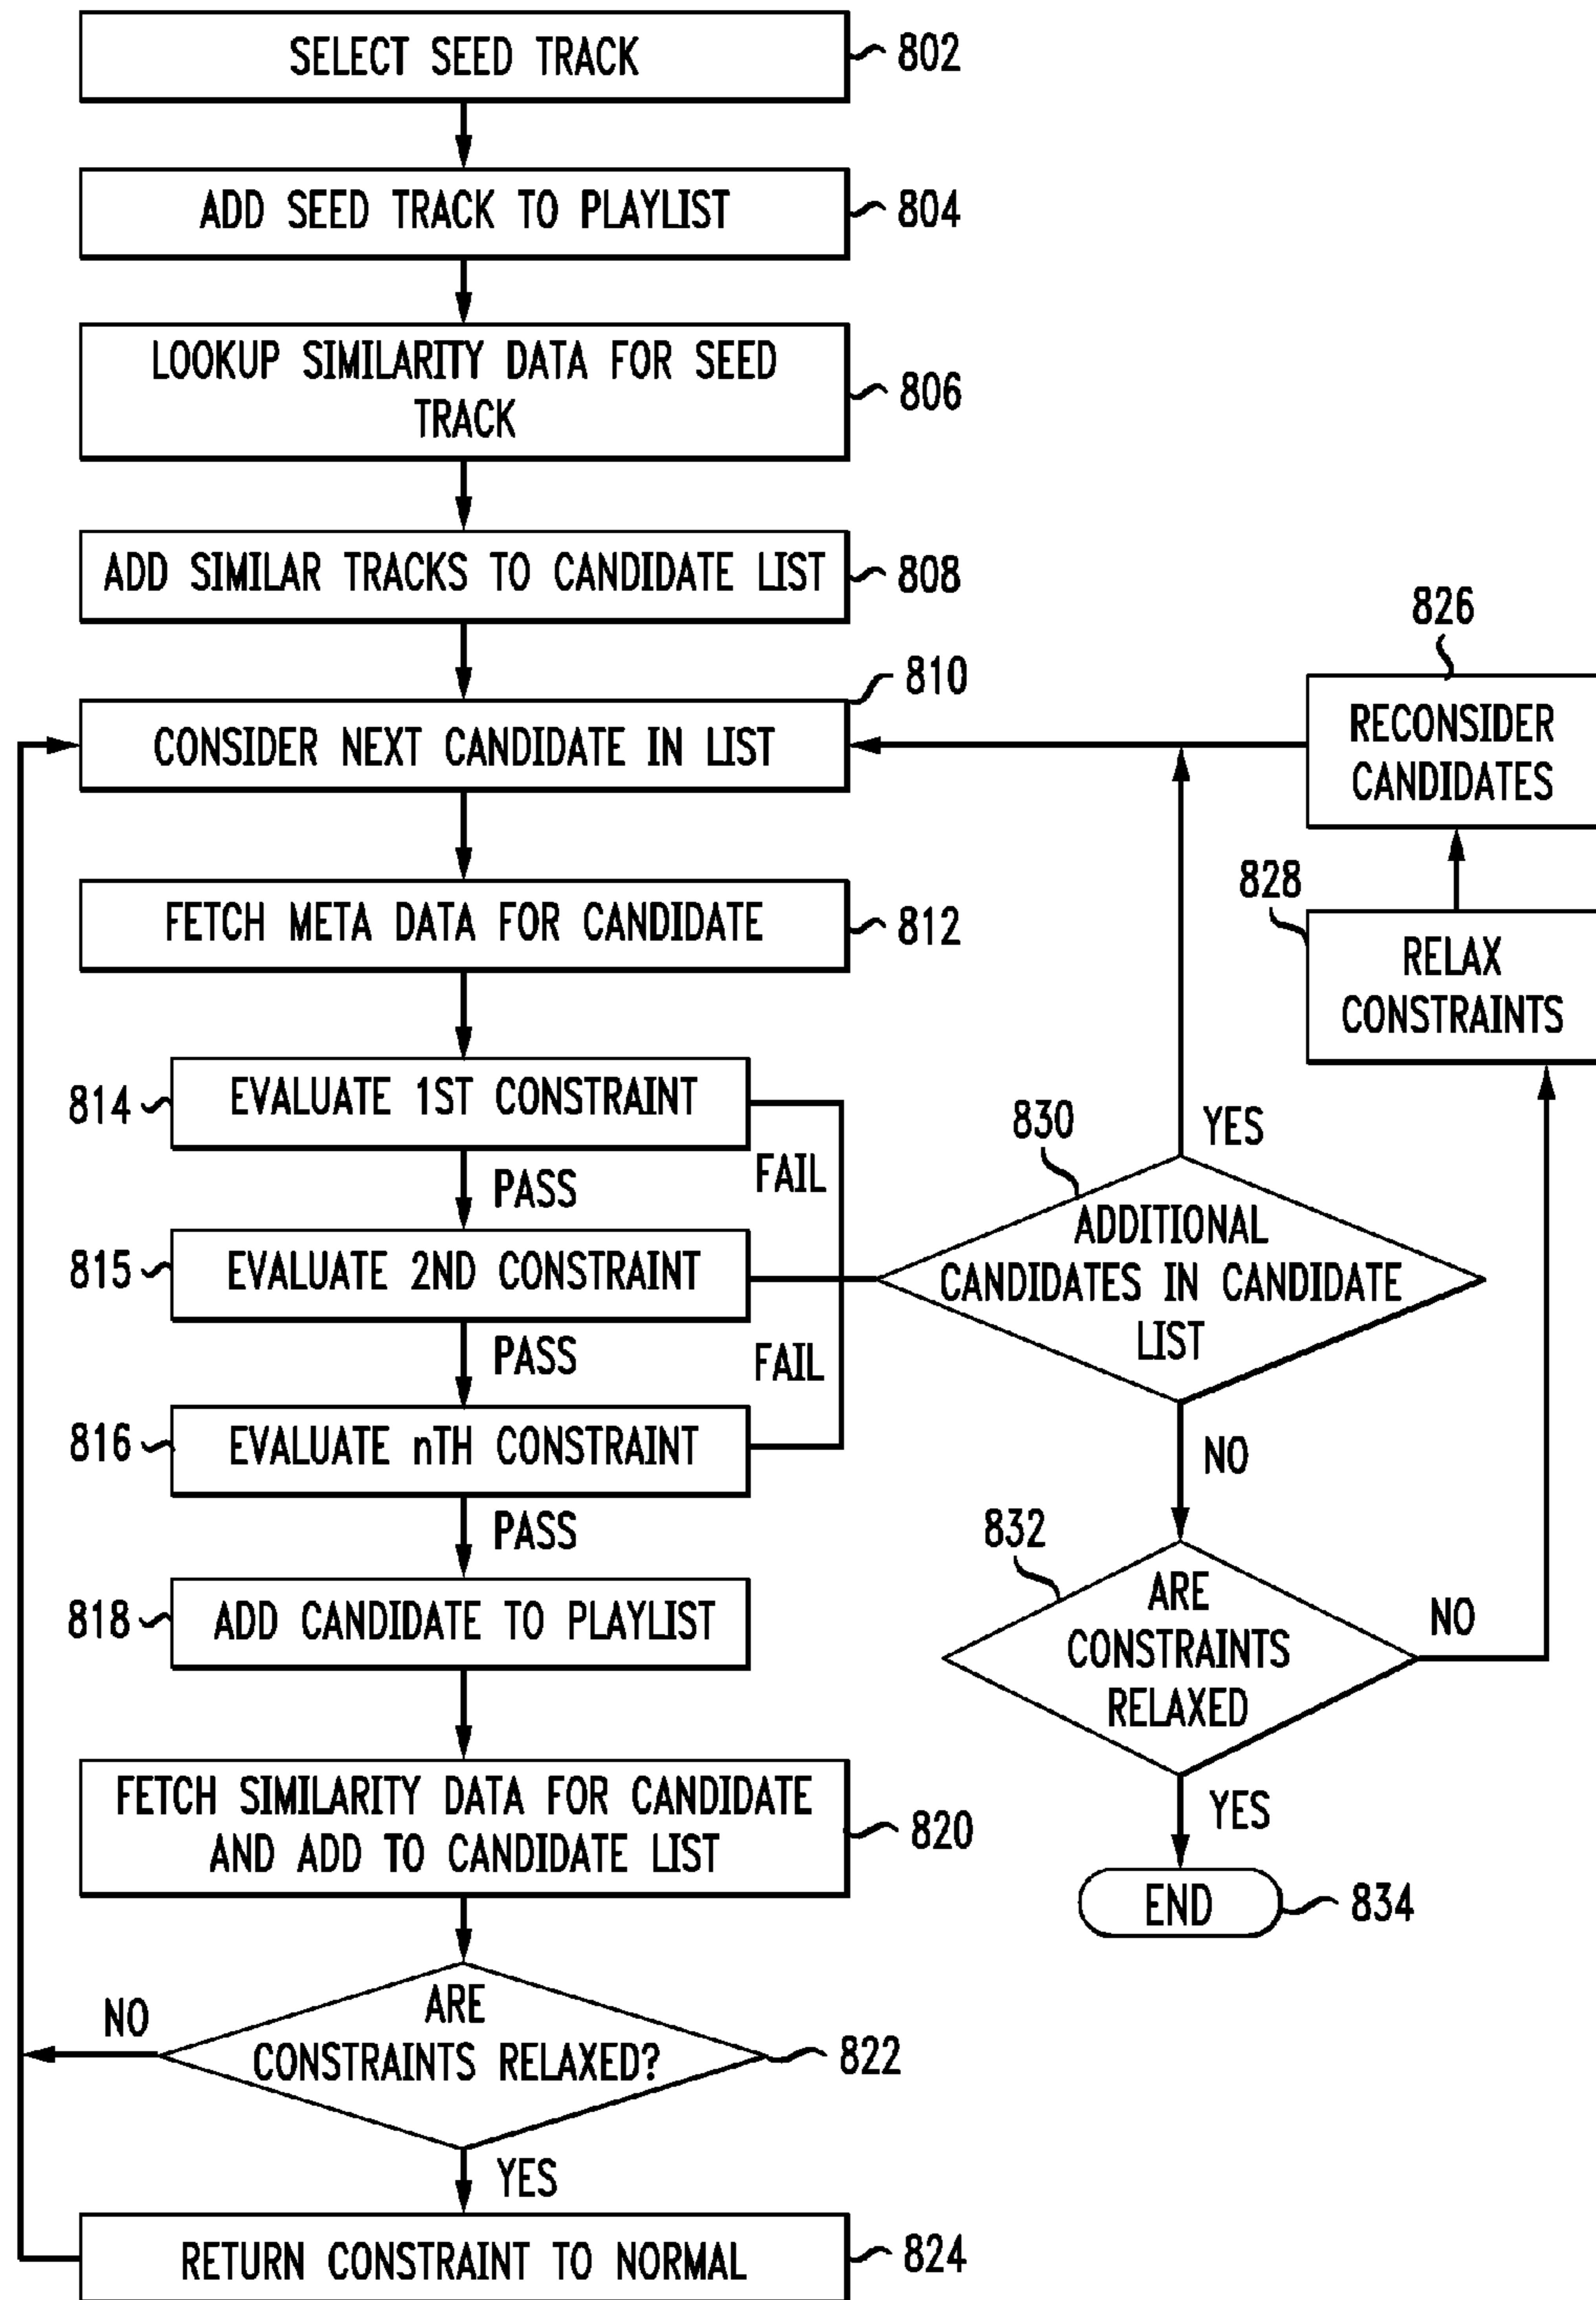 SELECT SEED TRACK
802
ADD SEED TRACK TO PLAYLIST
804
LOOKUP SIMILARITY DATA FOR SEED
TRACK
806
ADD SIMILAR TRACKS TO CANDIDATE LIST
808
CONSIDER NEXT CANDIDATE IN LIST
810
FETCH META DATA FOR CANDIDATE
812
814
EVALUATE 1ST CONSTRAINT
PASS
FAIL
815
EVALUATE 2ND CONSTRAINT
PASS
FAIL
816
EVALUATE nTH CONSTRAINT
PASS
818
ADD CANDIDATE TO PLAYLIST
FETCH SIMILARITY DATA FOR CANDIDATE
AND ADD TO CANDIDATE LIST
820
NO
ARE
CONSTRAINTS RELAXED?
822
YES
RETURN CONSTRAINT TO NORMAL
824
826
RECONSIDER
CANDIDATES
828
RELAX
CONSTRAINTS
830
YES
ADDITIONAL
CANDIDATES IN CANDIDATE
LIST
NO
832
ARE
CONSTRAINTS
RELAXED
NO
YES
END
834